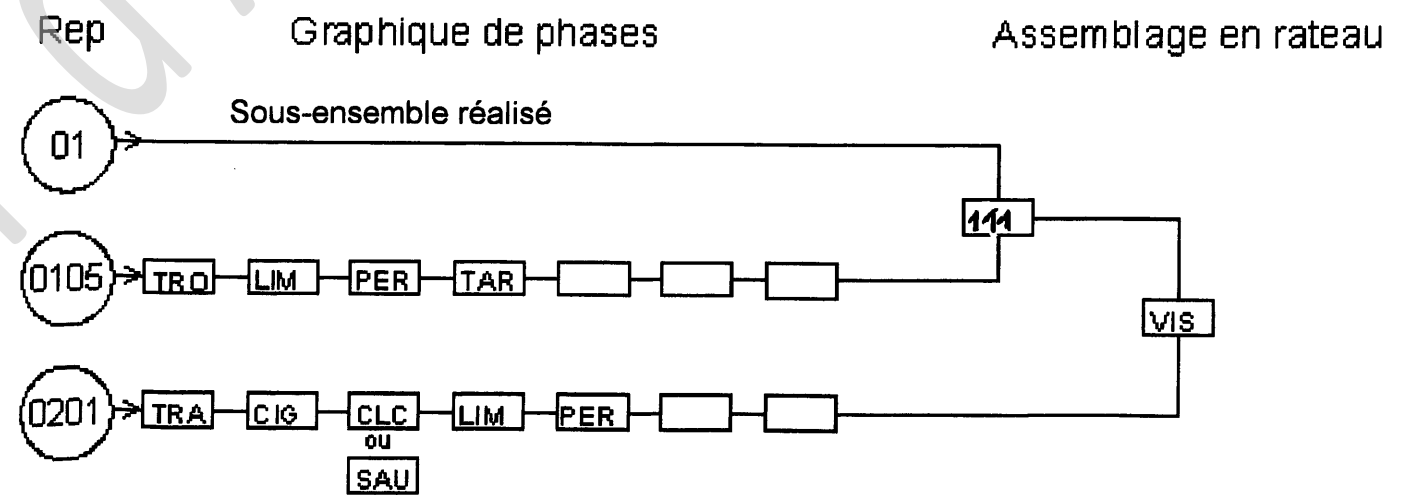 Rep Graphique de phases Assemblage en rateau
Sous-ensemble réalisé
01
111
0105 TRO LIM PER TAR
VIS
0201 TRA CIG CLC LIM PER
ou
SAU